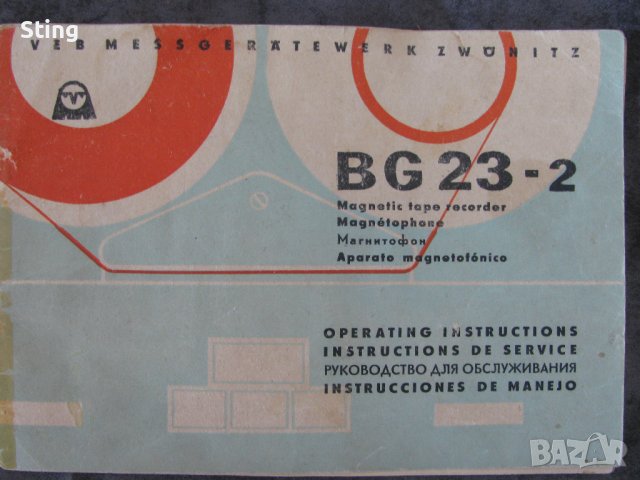 Sting
VEB MESSGERÄTEWERK ZWÖNITZ
BG 23-2
Magnetic tape recorder
Magnétophone
Магнитофон
Aparato magnetofónico
OPERATING INSTRUCTIONS
INSTRUCTIONS DE SERVICE
РУКОВОДСТВО ДЛЯ ОБСЛУЖИВАНИЯ
INSTRUCCIONES DE MANEJO
BAZAR